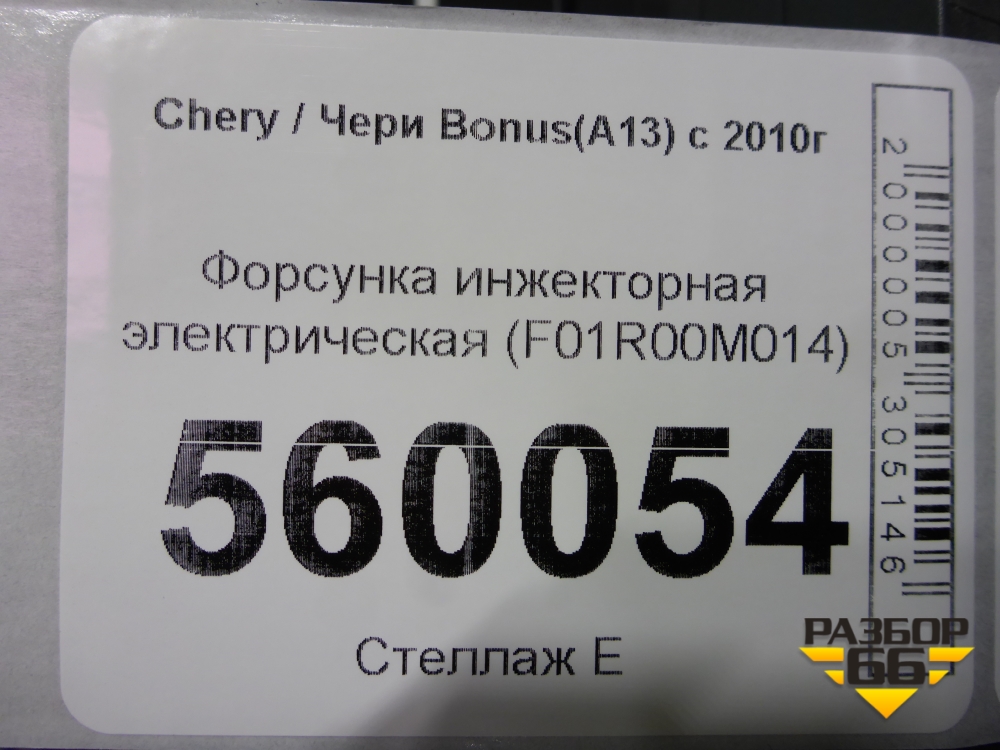 Chery / Чери Bonus(A13) с 2010г
Форсунка инжекторная
электрическая (F01R00M014)
560054
Стеллаж Е
2000005305146
РАЗБОР
66